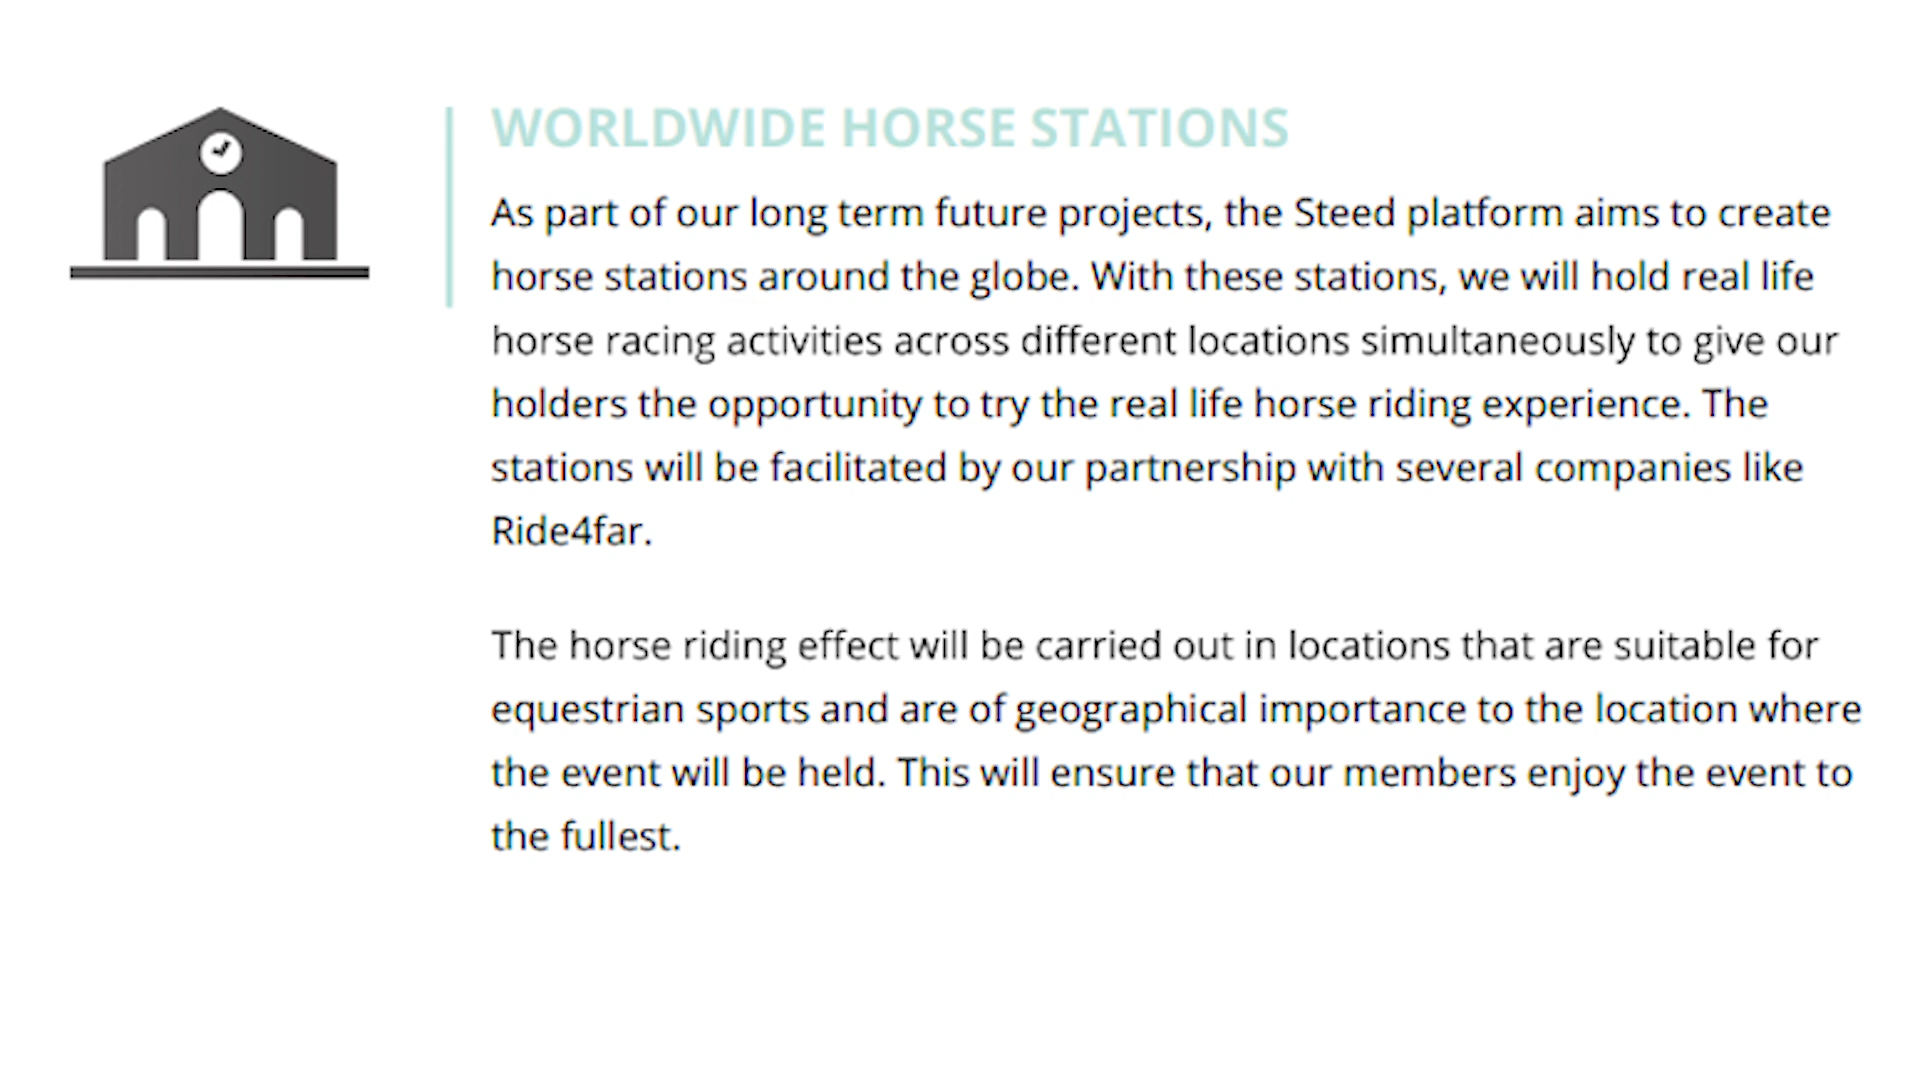 WORLDWIDE HORSE STATIONS
As part of our long term future projects, the Steed platform aims to create
horse stations around the globe. With these stations, we will hold real life
horse racing activities across different locations simultaneously to give our
holders the opportunity to try the real life horse riding experience. The
stations will be facilitated by our partnership with several companies like
Ride4far.
The horse riding effect will be carried out in locations that are suitable for
equestrian sports and are of geographical importance to the location where
the event will be held. This will ensure that our members enjoy the event to
the fullest.